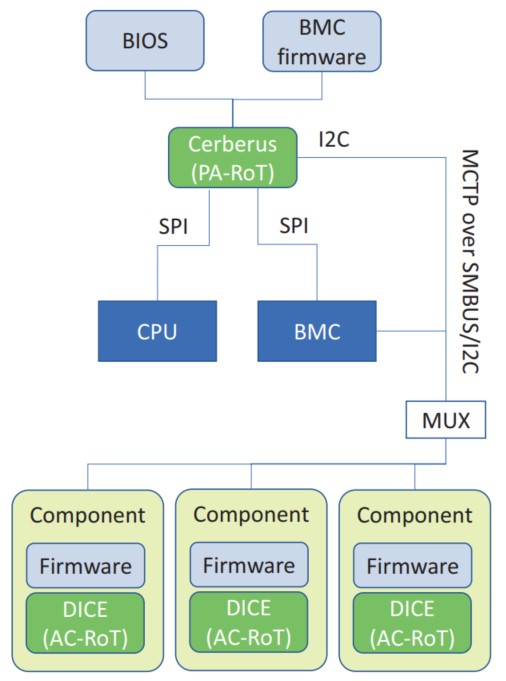 BIOS
BMC
firmware
Cerberus
(PA-RoT)
I2C
SPI
SPI
MCTP over SMBUS/I2C
CPU
BMC
MUX
Component
Firmware
DICE
(AC-RoT)
Component
Firmware
DICE
(AC-RoT)
Component
Firmware
DICE
(AC-RoT)